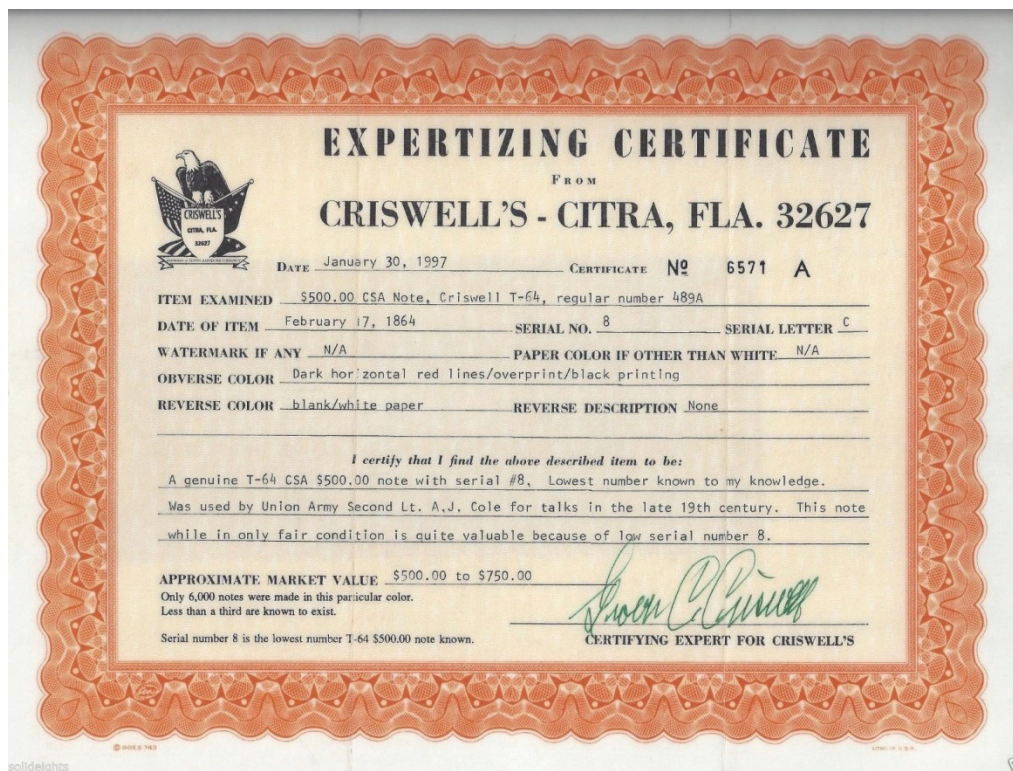 EXPERTIZING CERTIFICATE
FROM
CRISWELL'S - CITRA, FLA. 32627
CRISWELL'S
CITRA, FLA.
32627
DATE January 30, 1997 CERTIFICATE Nº 6571 A
ITEM EXAMINED $500.00 CSA Note, Criswell T-64, regular number 489A
DATE OF ITEM February 17, 1864 SERIAL NO. 8 SERIAL LETTER C
WATERMARK IF ANY N/A PAPER COLOR IF OTHER THAN WHITE N/A
OBVERSE COLOR Dark horizontal red lines/overprint/black printing
REVERSE COLOR blank/white paper REVERSE DESCRIPTION None
I certify that I find the above described item to be:
A genuine T-64 CSA $500.00 note with serial #8, Lowest number known to my knowledge.
Was used by Union Army Second Lt. A.J. Cole for talks in the late 19th century. This note
while in only fair condition is quite valuable because of low serial number 8.
APPROXIMATE MARKET VALUE $500.00 to $750.00
Only 6,000 notes were made in this particular color.
Less than a third are known to exist.
Serial number 8 is the lowest number T-64 $500.00 note known.
CERTIFYING EXPERT FOR CRISWELL'S
© GOES 743
LITHO IN U.S.A.
solideights